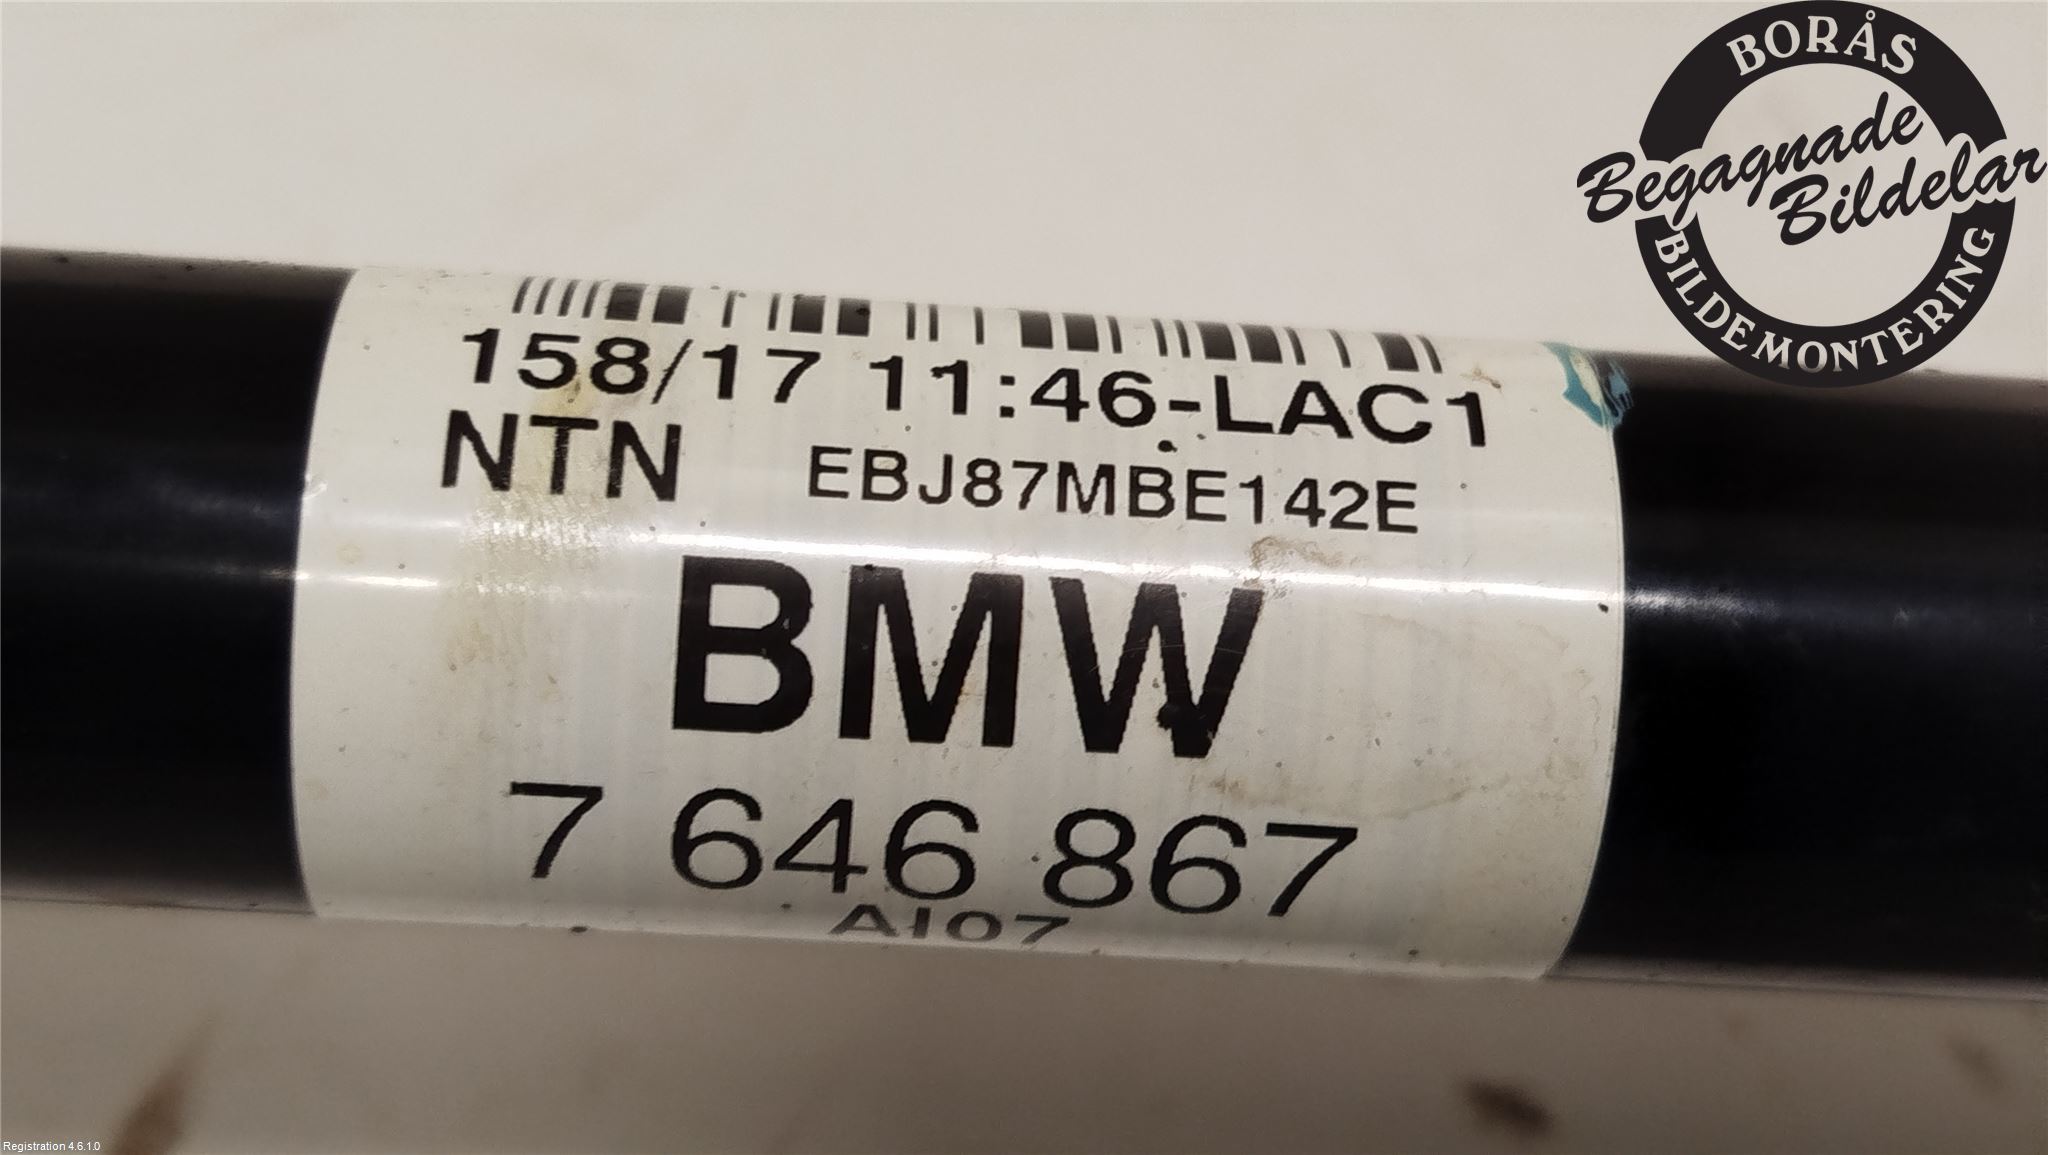 BORÅS
Begagnade
Bildelar
BILDEMONTERING
158/17 11:46-LAC1
NTN EBJ87MBE142E
BMW
7 646 867
AI07
Registration 4.6.1.0